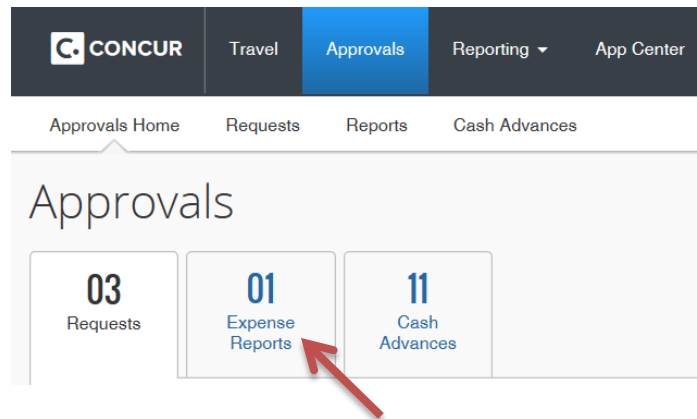 C. CONCUR Travel Approvals Reporting App Center
Approvals Home Requests Reports Cash Advances
Approvals
03 01 11
Requests Expense Cash
Reports Advances